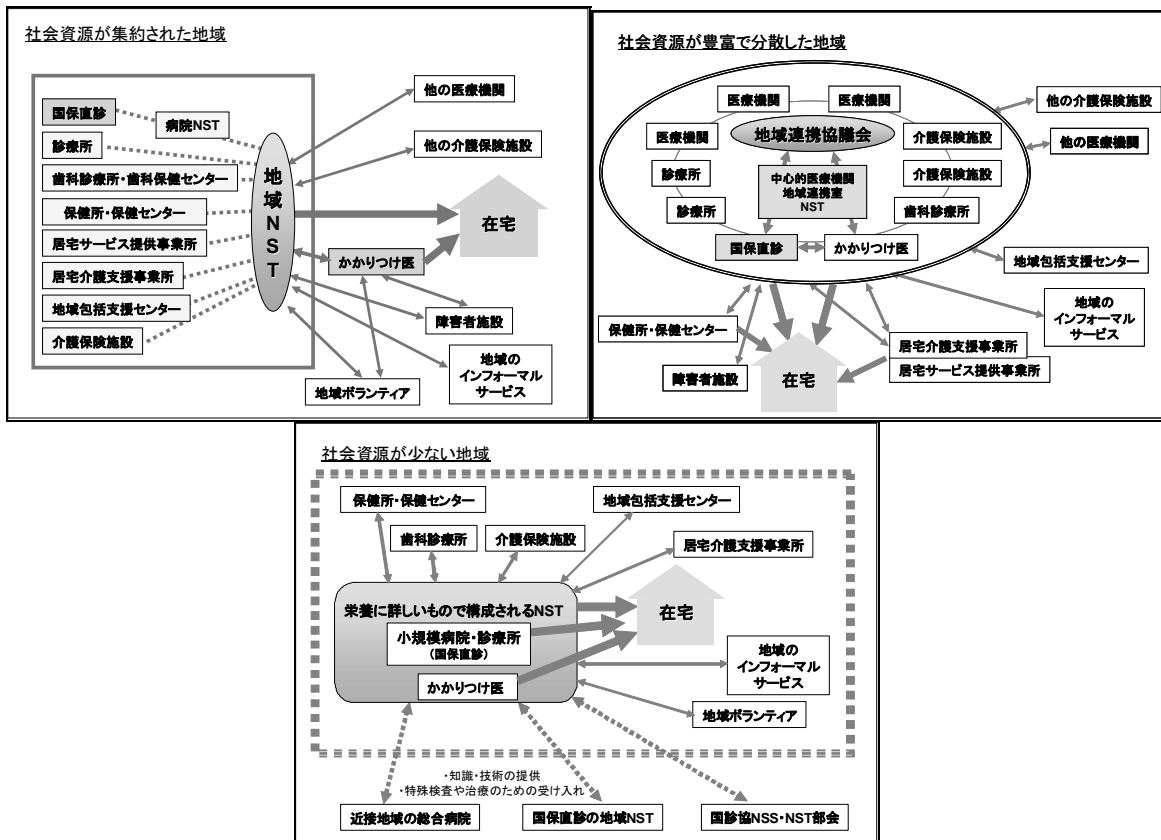 社会資源が集約された地域
国保直診
病院NST
診療所
歯科診療所・歯科保健センター
保健所・保健センター
居宅サービス提供事業所
居宅介護支援事業所
地域包括支援センター
介護保険施設
地域NST
他の医療機関
他の介護保険施設
在宅
かかりつけ医
障害者施設
地域の
インフォーマル
サービス
地域ボランティア
社会資源が豊富で分散した地域
医療機関
医療機関
医療機関
地域連携協議会
介護保険施設
診療所
中心的医療機関
地域連携室
NST
介護保険施設
診療所
歯科診療所
国保直診
かかりつけ医
他の介護保険施設
他の医療機関
地域包括支援センター
地域の
インフォーマル
サービス
保健所・保健センター
居宅介護支援事業所
居宅サービス提供事業所
障害者施設
在宅
社会資源が少ない地域
保健所・保健センター
地域包括支援センター
歯科診療所
介護保険施設
居宅介護支援事業所
栄養に詳しいもので構成されるNST
小規模病院・診療所
(国保直診)
かかりつけ医
在宅
地域の
インフォーマル
サービス
地域ボランティア
・知識・技術の提供
・特殊検査や治療のための受け入れ
近接地域の総合病院
国保直診の地域NST
国診協NSS・NST部会